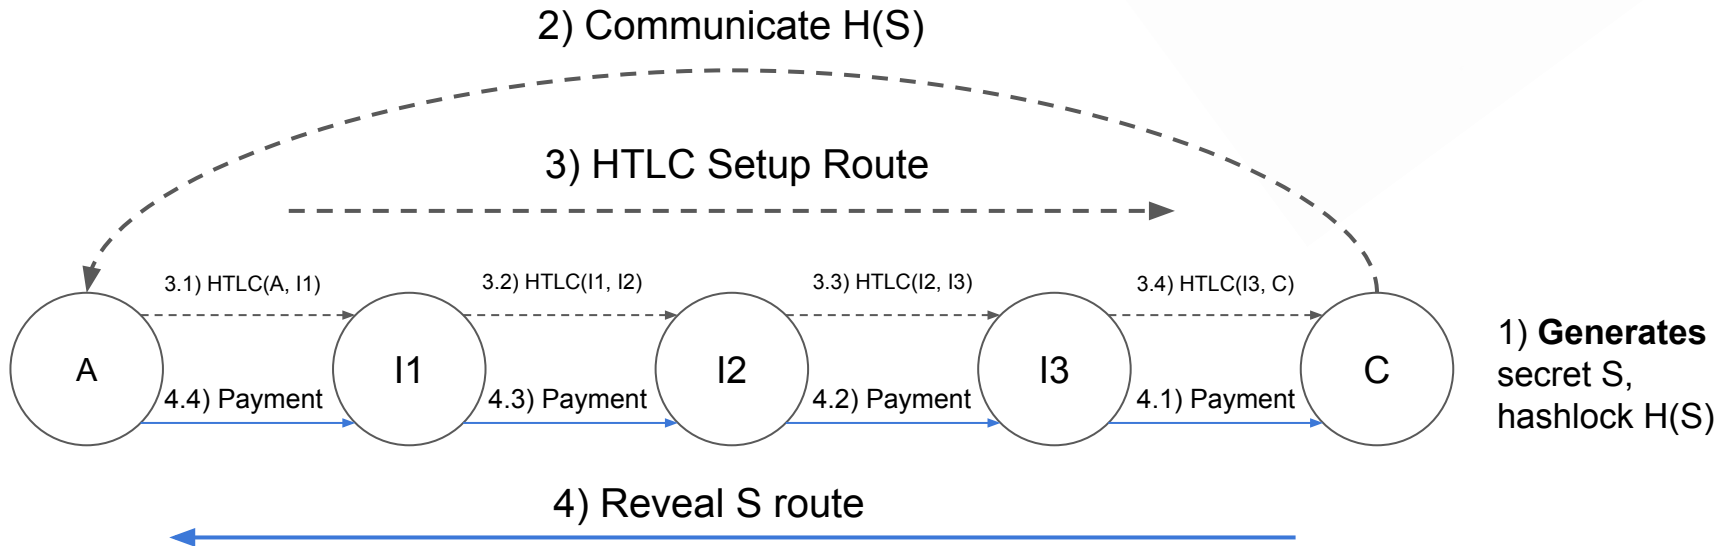 2) Communicate H(S)
3) HTLC Setup Route
3.1) HTLC(A, I1)
3.2) HTLC(I1, I2)
3.3) HTLC(I2, I3)
3.4) HTLC(I3, C)
A
I1
I2
I3
C
1) Generates
secret S,
hashlock H(S)
4.4) Payment
4.3) Payment
4.2) Payment
4.1) Payment
4) Reveal S route